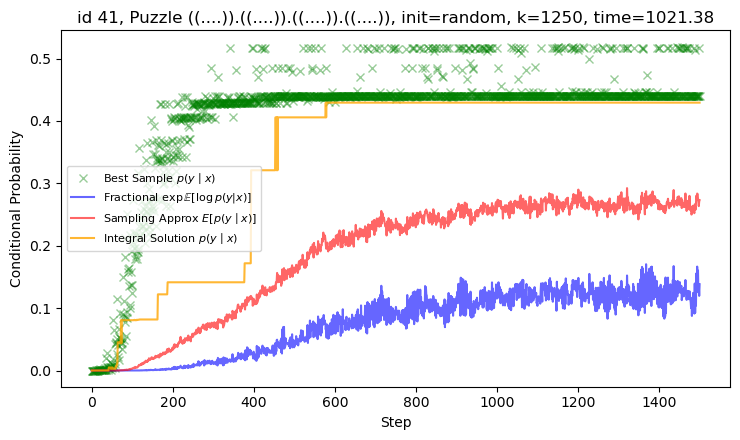 id 41, Puzzle ((....)).((....)).((....)).((....)), init=random, k=1250, time=1021.38
Conditional Probability
0.5
0.4
0.3
0.2
0.1
0.0
Best Sample p(y | x)
Fractional exp 𝔼[log p(y|x)]
Sampling Approx E[p(y | x)]
Integral Solution p(y | x)
0 200 400 600 800 1000 1200 1400
Step